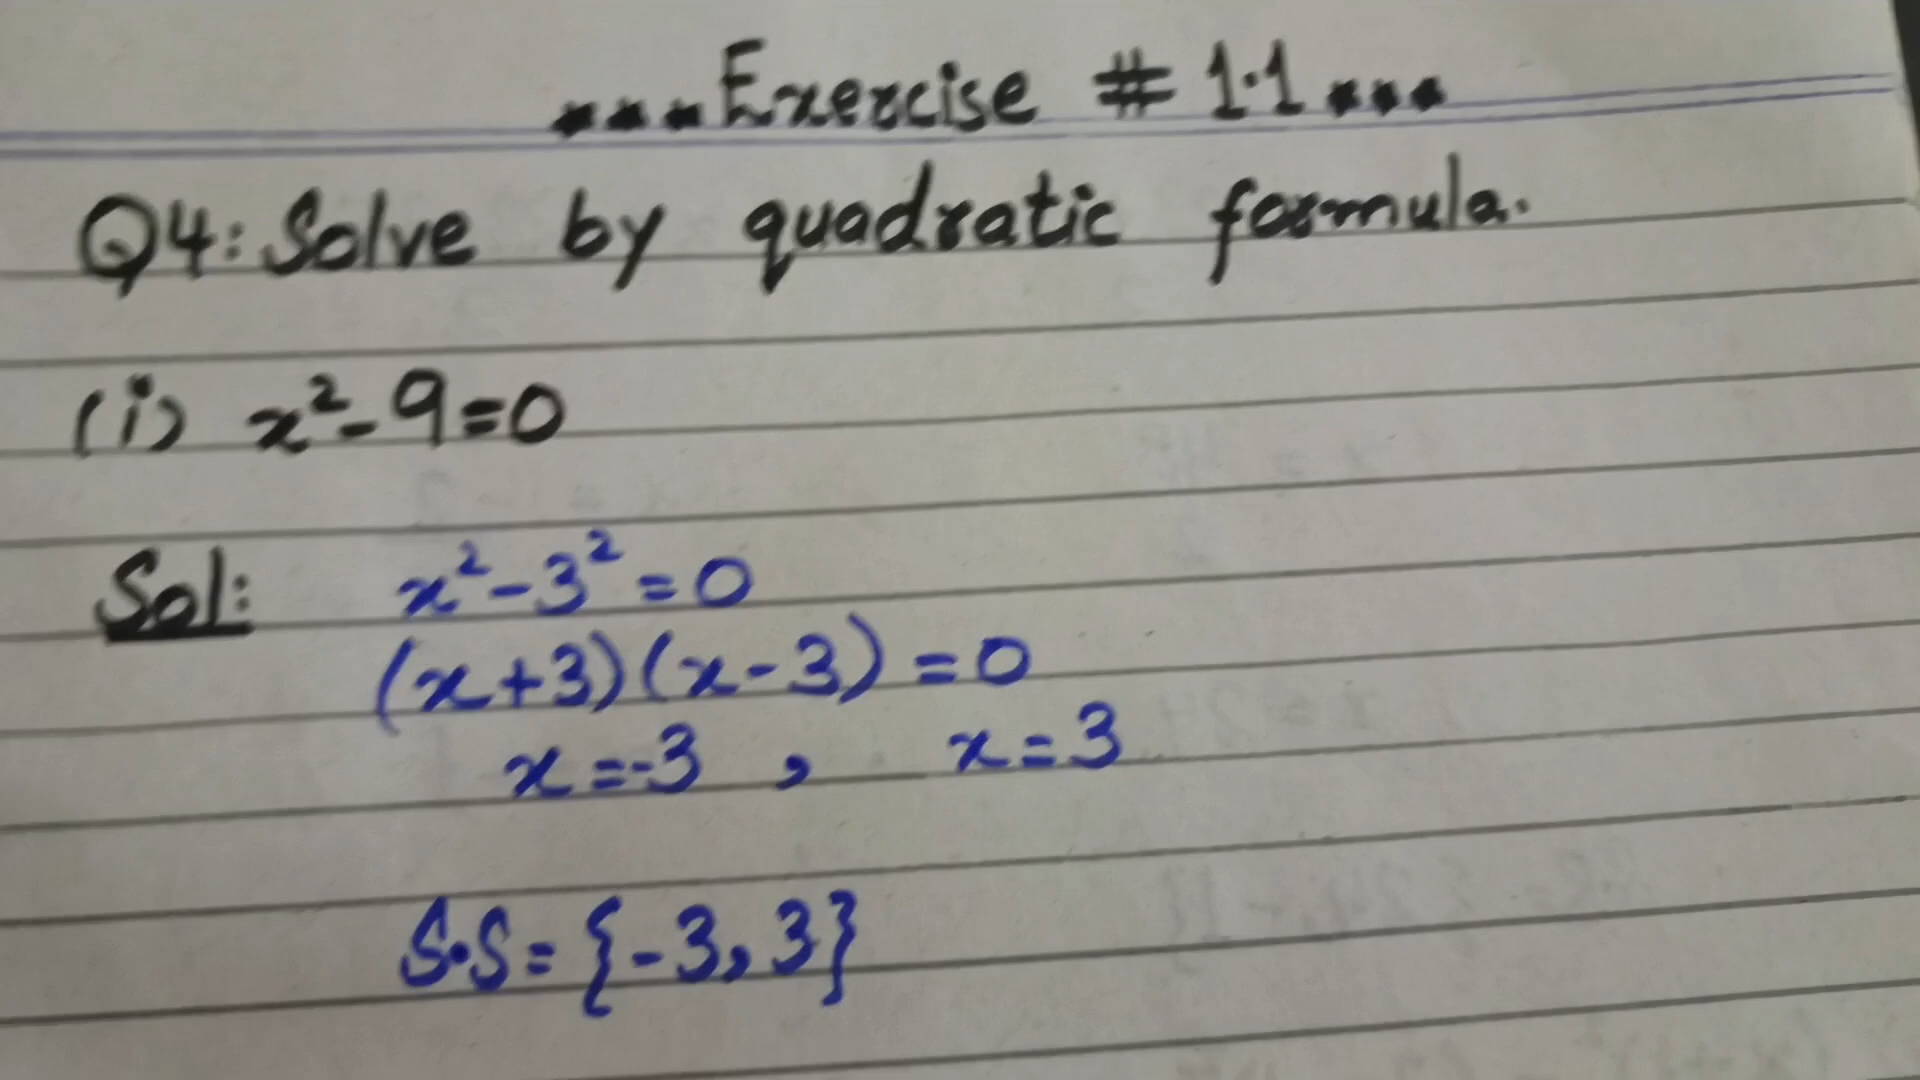 ...Exercise # 1.1...
Q4: Solve by quadratic formula.
(i) x²-9=0
Sol: x²-3²=0
(x+3)(x-3)=0
x=-3 , x=3
S.S={-3,3}